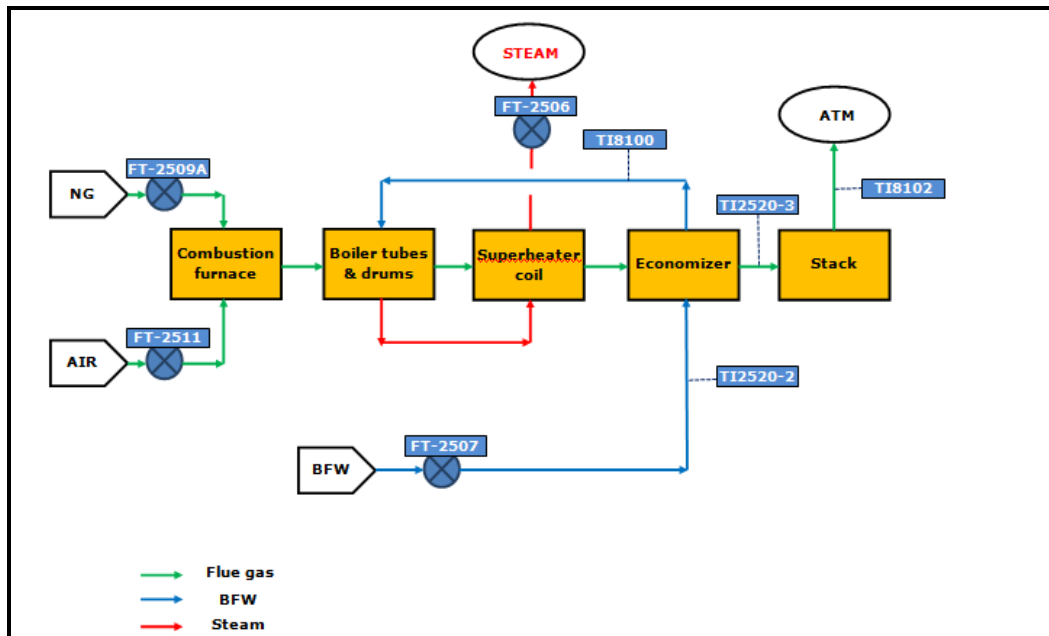 STEAM
FT-2506
ATM
TI8100
FT-2509A
NG
TI8102
TI2520-3
Combustion
furnace
Boiler tubes
& drums
Superheater
coil
Economizer
Stack
FT-2511
AIR
TI2520-2
FT-2507
BFW
Flue gas
BFW
Steam